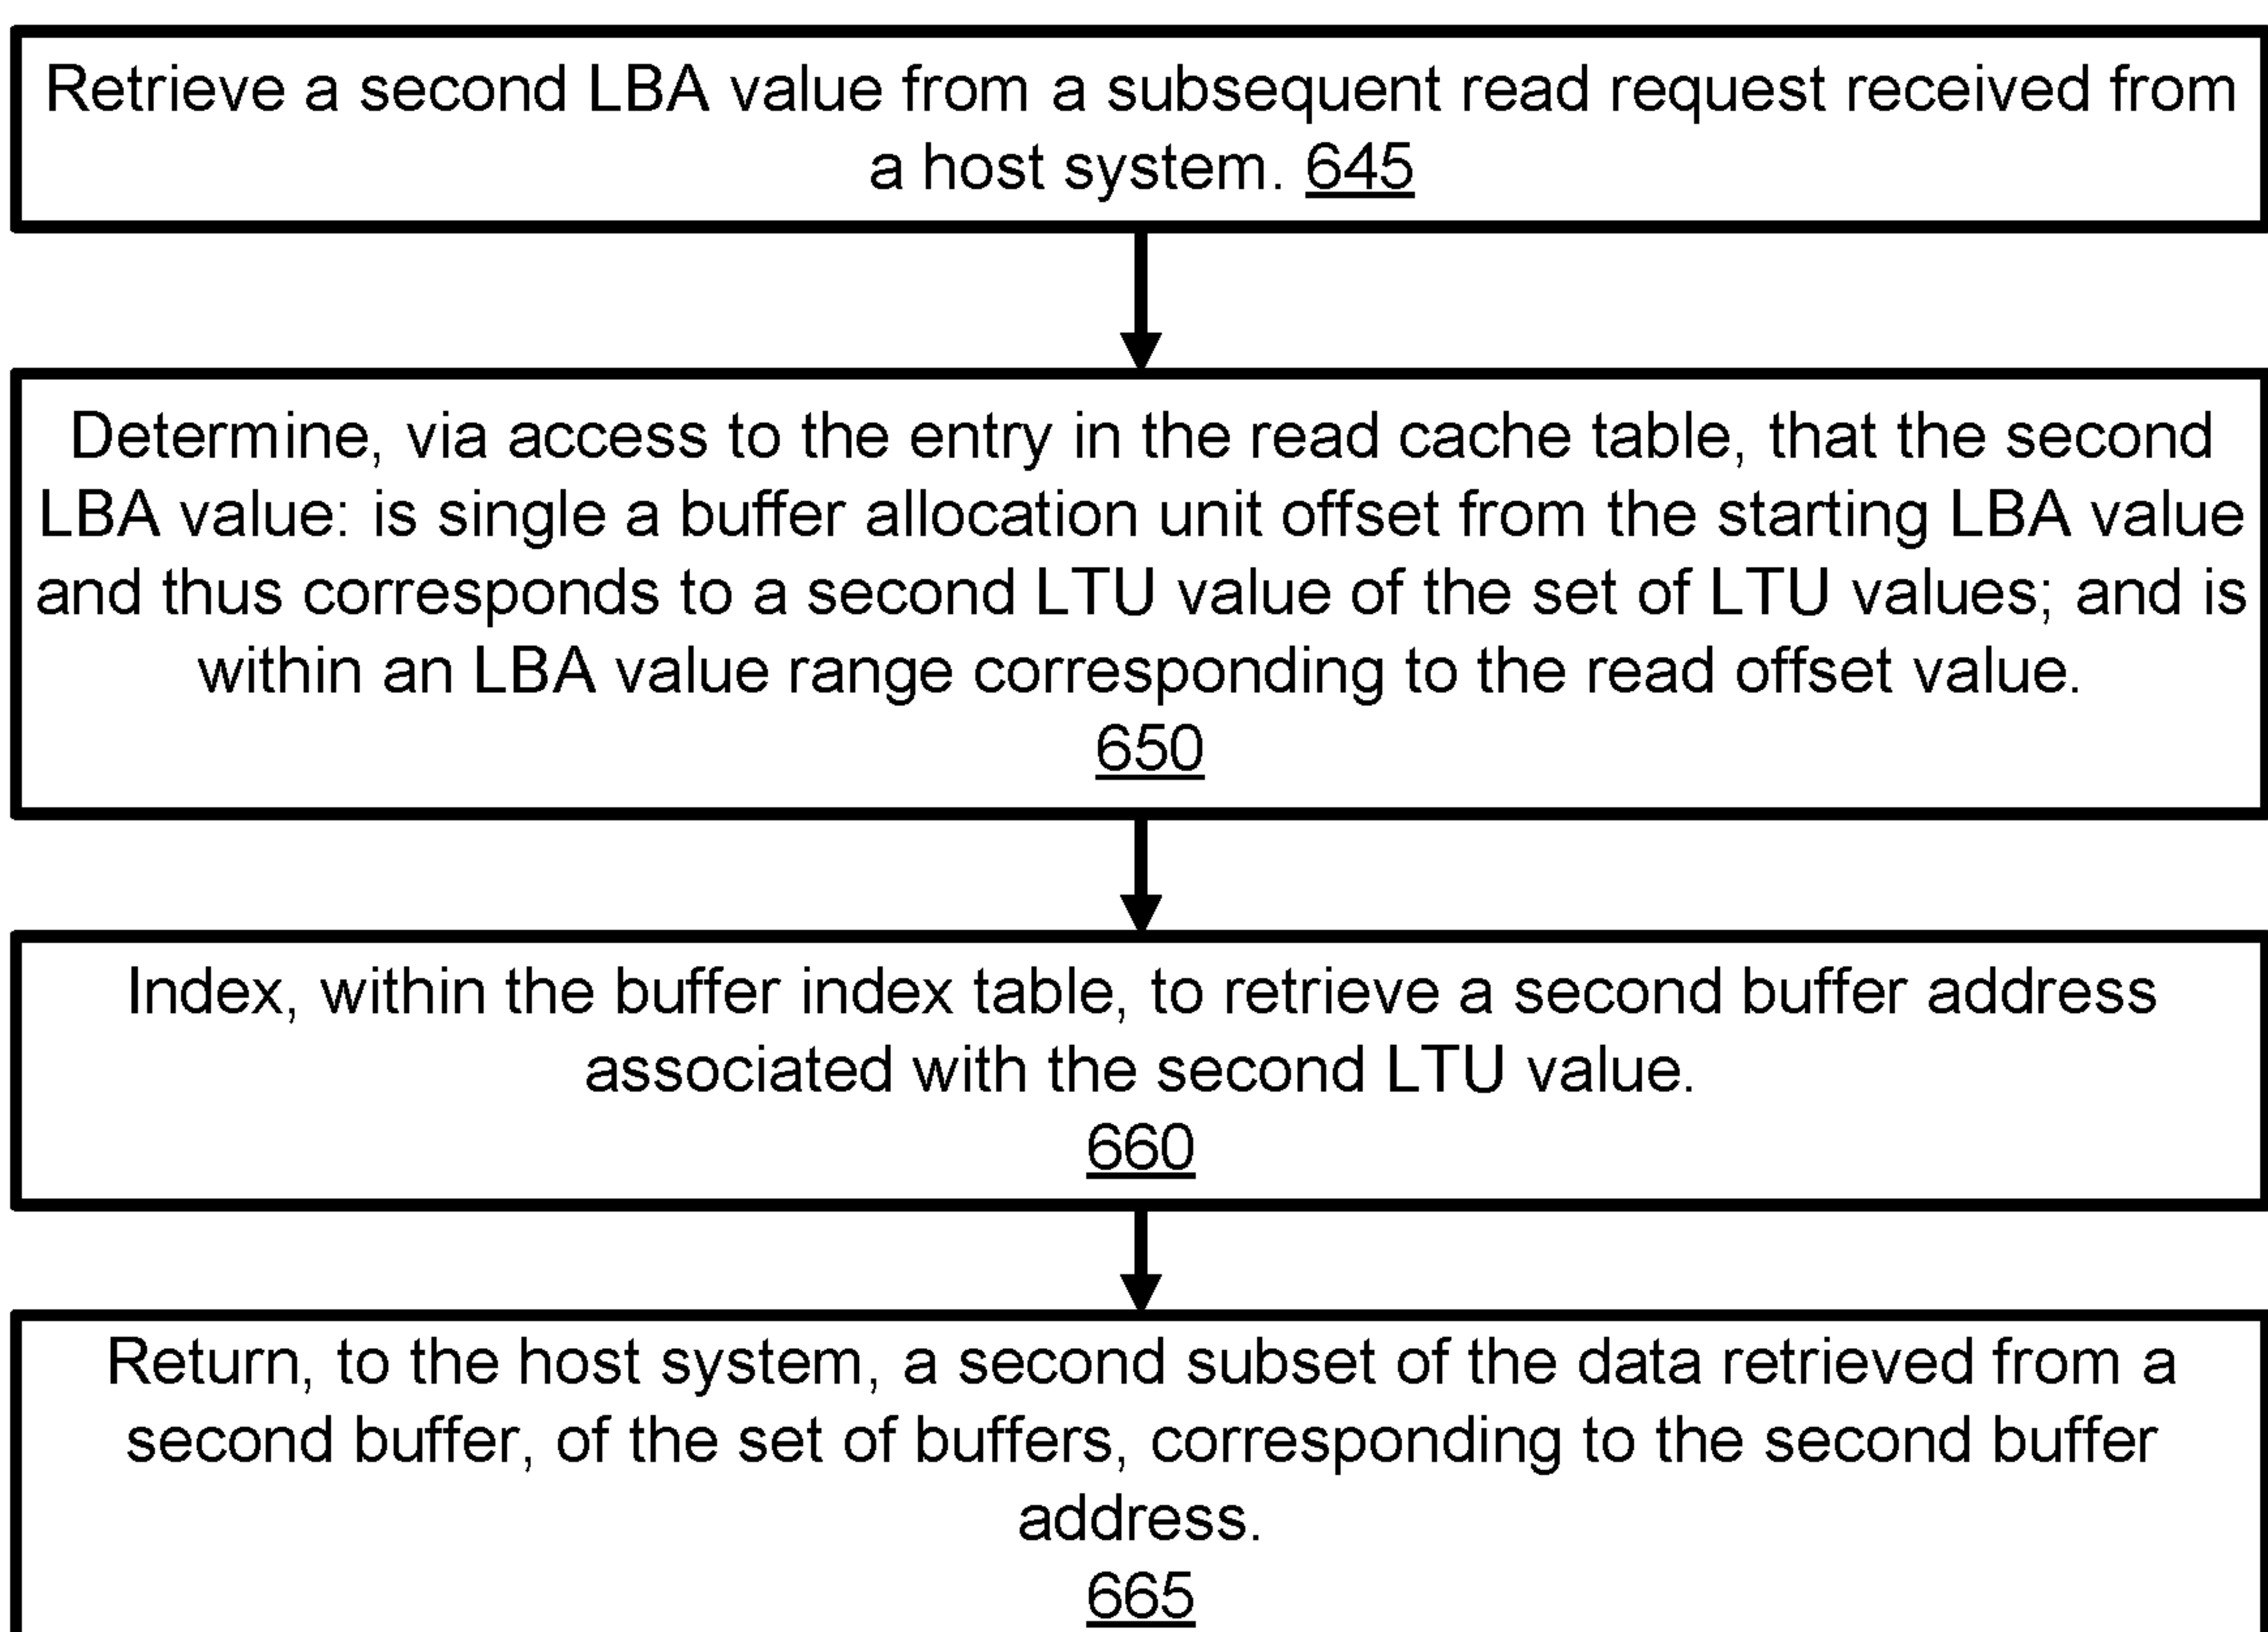 Retrieve a second LBA value from a subsequent read request received from
a host system. 645
Determine, via access to the entry in the read cache table, that the second
LBA value: is single a buffer allocation unit offset from the starting LBA value
and thus corresponds to a second LTU value of the set of LTU values; and is
within an LBA value range corresponding to the read offset value.
650
Index, within the buffer index table, to retrieve a second buffer address
associated with the second LTU value.
660
Return, to the host system, a second subset of the data retrieved from a
second buffer, of the set of buffers, corresponding to the second buffer
address.
665